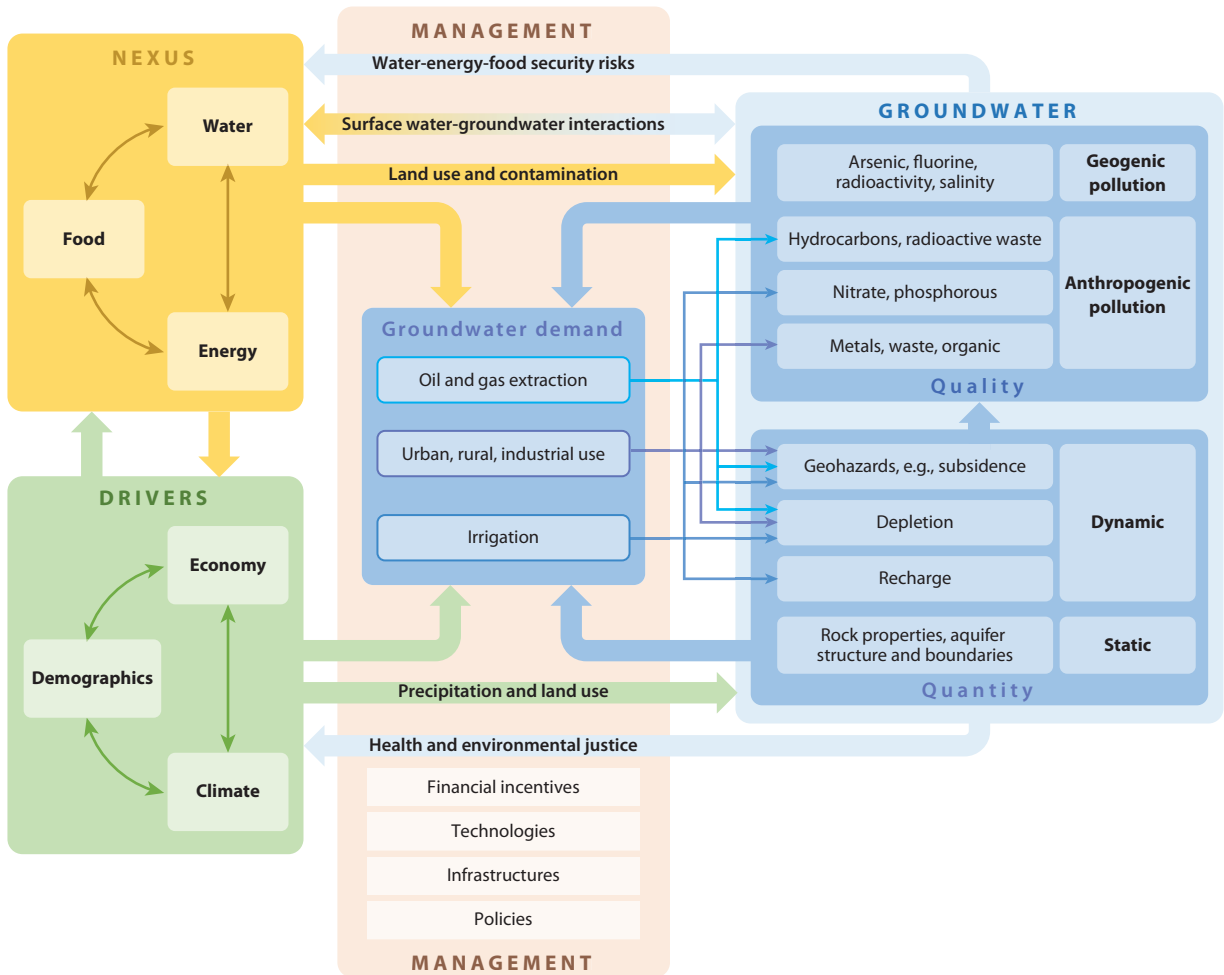 MANAGEMENT
NEXUS
Water
Food
Energy
Water-energy-food security risks
Surface water-groundwater interactions
Land use and contamination
GROUNDWATER
Arsenic, fluorine,
radioactivity, salinity
Geogenic
pollution
Hydrocarbons, radioactive waste
Nitrate, phosphorous
Metals, waste, organic
Anthropogenic
pollution
Quality
Groundwater demand
Oil and gas extraction
Urban, rural, industrial use
Irrigation
Geohazards, e.g., subsidence
Depletion
Recharge
Dynamic
Rock properties, aquifer
structure and boundaries
Static
Quantity
DRIVERS
Economy
Demographics
Climate
Precipitation and land use
Health and environmental justice
Financial incentives
Technologies
Infrastructures
Policies
MANAGEMENT